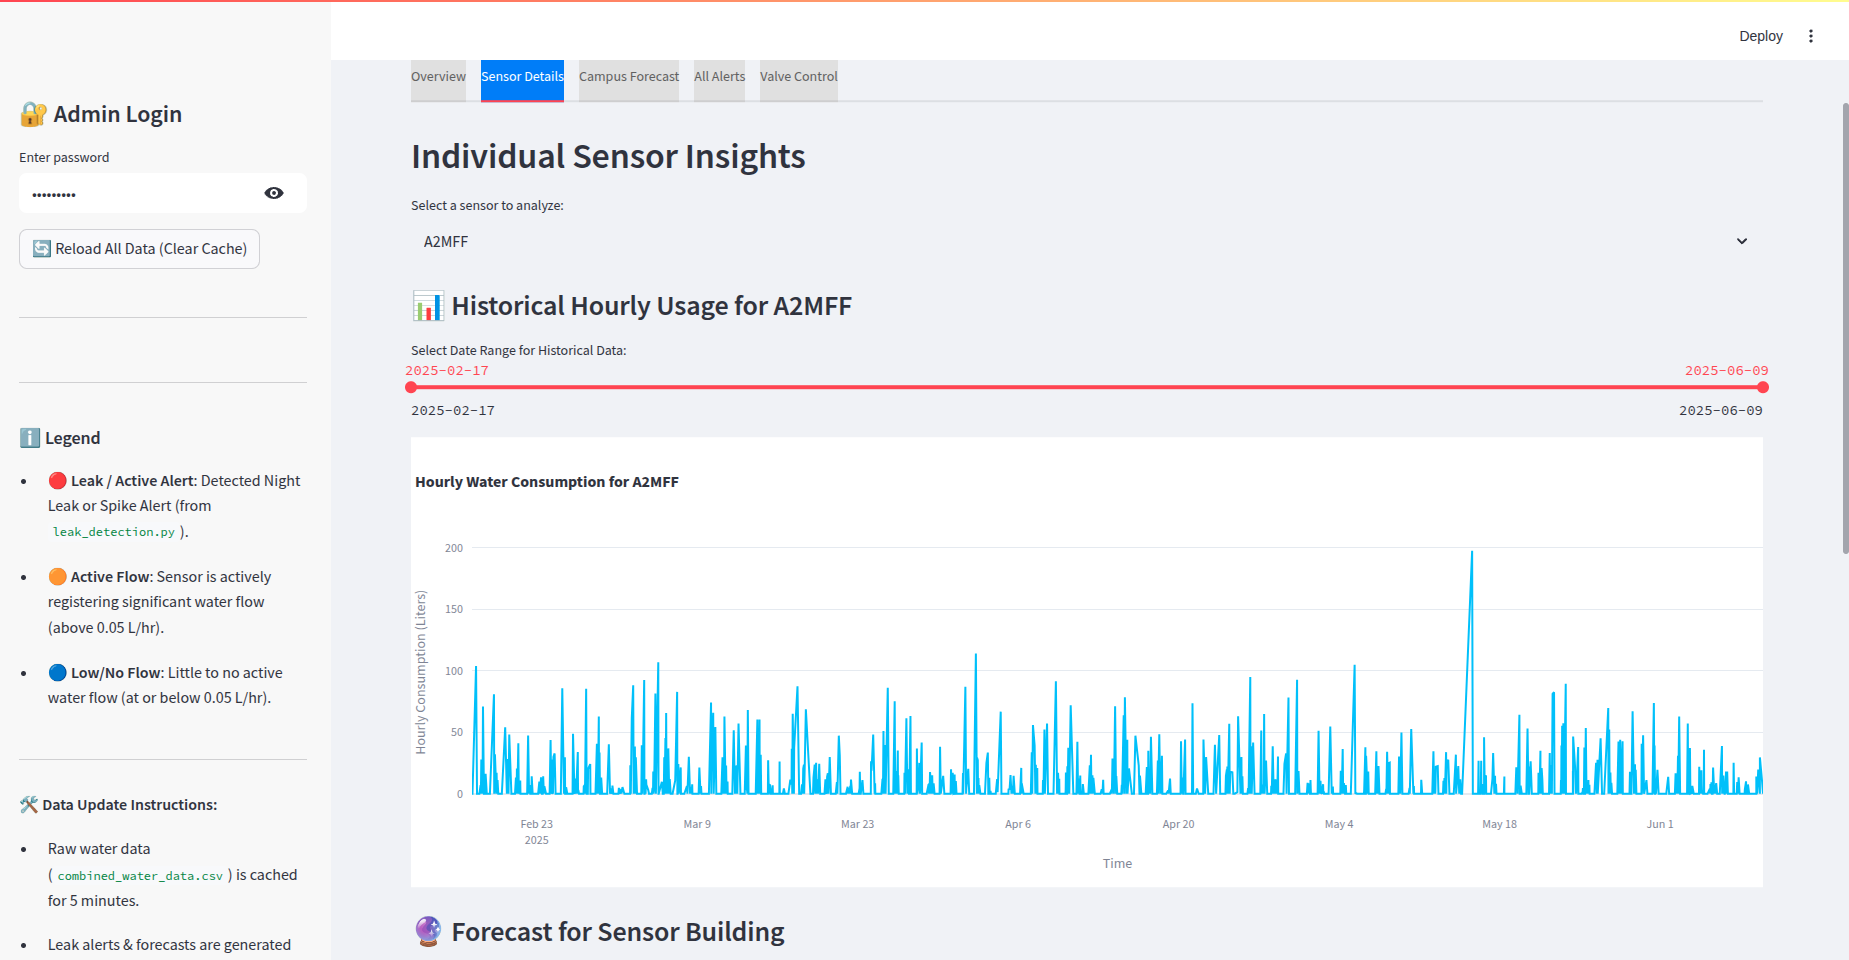 Deploy
Admin Login
Enter password
•••••••••
Reload All Data (Clear Cache)
Legend
Leak / Active Alert: Detected Night
Leak or Spike Alert (from
leak_detection.py ).
Active Flow: Sensor is actively
registering significant water flow
(above 0.05 L/hr).
Low/No Flow: Little to no active
water flow (at or below 0.05 L/hr).
Data Update Instructions:
Raw water data
( combined_water_data.csv ) is cached
for 5 minutes.
Leak alerts & forecasts are generated
Overview Sensor Details Campus Forecast All Alerts Valve Control
Individual Sensor Insights
Select a sensor to analyze:
A2MFF
Historical Hourly Usage for A2MFF
Select Date Range for Historical Data:
2025-02-17 2025-06-09
2025-02-17 2025-06-09
Hourly Water Consumption for A2MFF
Hourly Consumption (Liters)
200
150
100
50
0
Feb 23 Mar 9 Mar 23 Apr 6 Apr 20 May 4 May 18 Jun 1
2025
Time
Forecast for Sensor Building